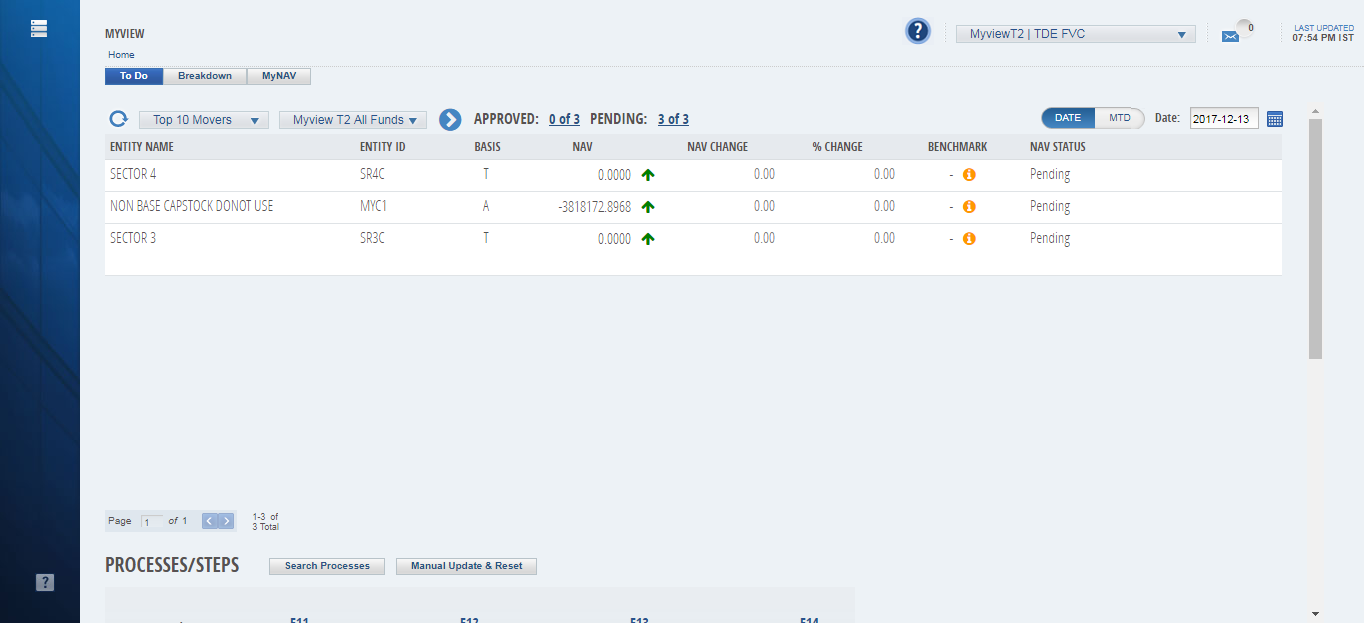 MYVIEW
MyviewT2 | TDE FVC
0
LAST UPDATED
07:54 PM IST
Home
To Do Breakdown MyNAV
Top 10 Movers Myview T2 All Funds APPROVED: 0 of 3 PENDING: 3 of 3 DATE MTD Date: 2017-12-13
ENTITY NAME ENTITY ID BASIS NAV NAV CHANGE % CHANGE BENCHMARK NAV STATUS
SECTOR 4 SR4C T 0.0000 0.00 0.00 - Pending
NON BASE CAPSTOCK DONOT USE MYC1 A -3818172.8968 0.00 0.00 - Pending
SECTOR 3 SR3C T 0.0000 0.00 0.00 - Pending
Page 1 of 1
1-3 of
3 Total
PROCESSES/STEPS Search Processes Manual Update & Reset
511 512 513 514